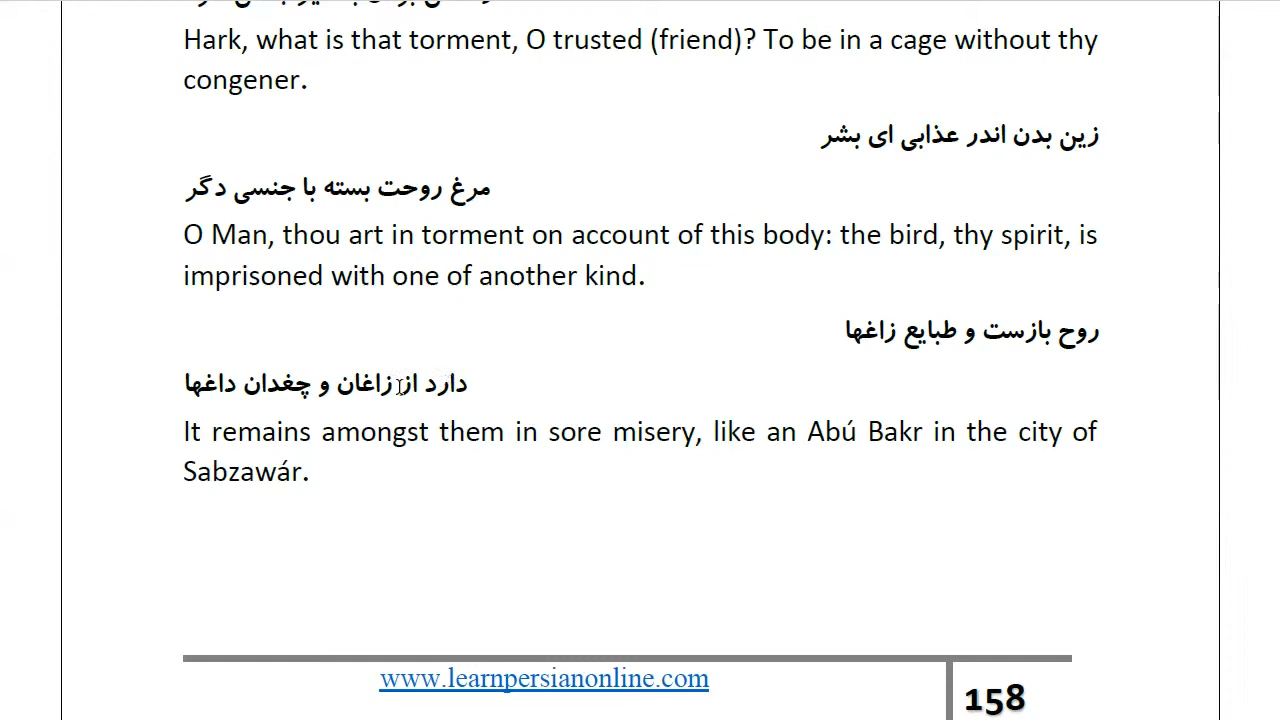 Hark, what is that torment, O trusted (friend)? To be in a cage without thy
congener.
زین بدن اندر عذابی ای بشر
مرغ روحت بسته با جنسی دگر
O Man, thou art in torment on account of this body: the bird, thy spirit, is
imprisoned with one of another kind.
روح بازست و طبایع زاغها
دارد از زاغان و چغدان داغها
It remains amongst them in sore misery, like an Abú Bakr in the city of
Sabzawár.
www.learnpersianonline.com
158